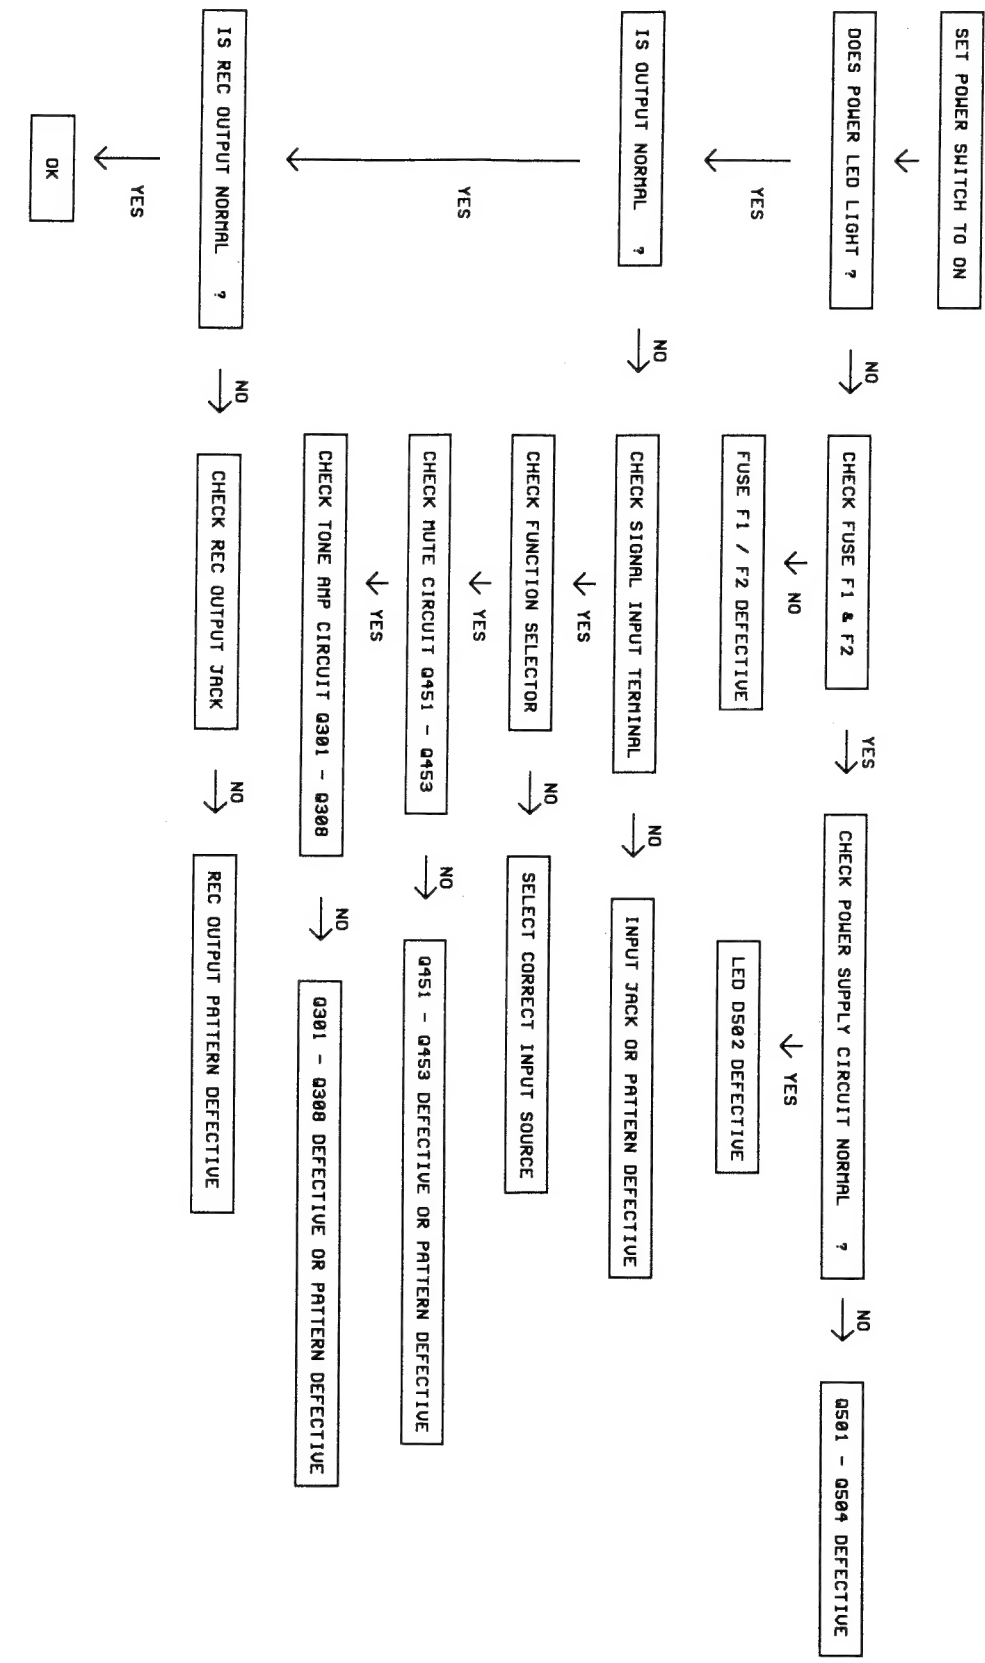 SET POWER SWITCH TO ON
DOES POWER LED LIGHT ?
NO
CHECK FUSE F1 & F2
YES
CHECK POWER SUPPLY CIRCUIT NORMAL ?
NO
Q501 - Q504 DEFECTIVE
YES
NO
FUSE F1 / F2 DEFECTIVE
YES
LED D502 DEFECTIVE
IS OUTPUT NORMAL ?
NO
CHECK SIGNAL INPUT TERMINAL
NO
INPUT JACK OR PATTERN DEFECTIVE
YES
CHECK FUNCTION SELECTOR
NO
SELECT CORRECT INPUT SOURCE
YES
YES
CHECK MUTE CIRCUIT Q451 - Q453
NO
Q451 - Q453 DEFECTIVE OR PATTERN DEFECTIVE
YES
CHECK TONE AMP CIRCUIT Q301 - Q308
NO
Q301 - Q308 DEFECTIVE OR PATTERN DEFECTIVE
IS REC OUTPUT NORMAL ?
NO
CHECK REC OUTPUT JACK
NO
REC OUTPUT PATTERN DEFECTIVE
YES
OK